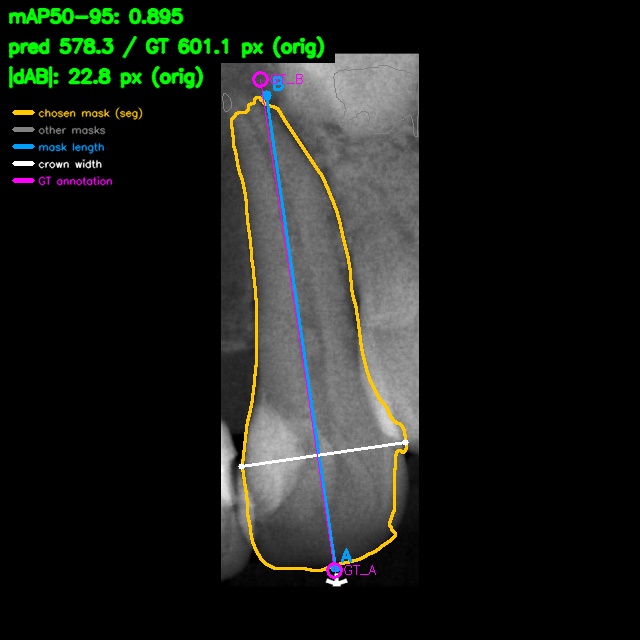 mAP50-95: 0.895
pred 578.3 / GT 601.1 px (orig)
|dAB|: 22.8 px (orig)
chosen mask (seg)
other masks
mask length
crown width
GT annotation
B
GT_B
A
GT_A